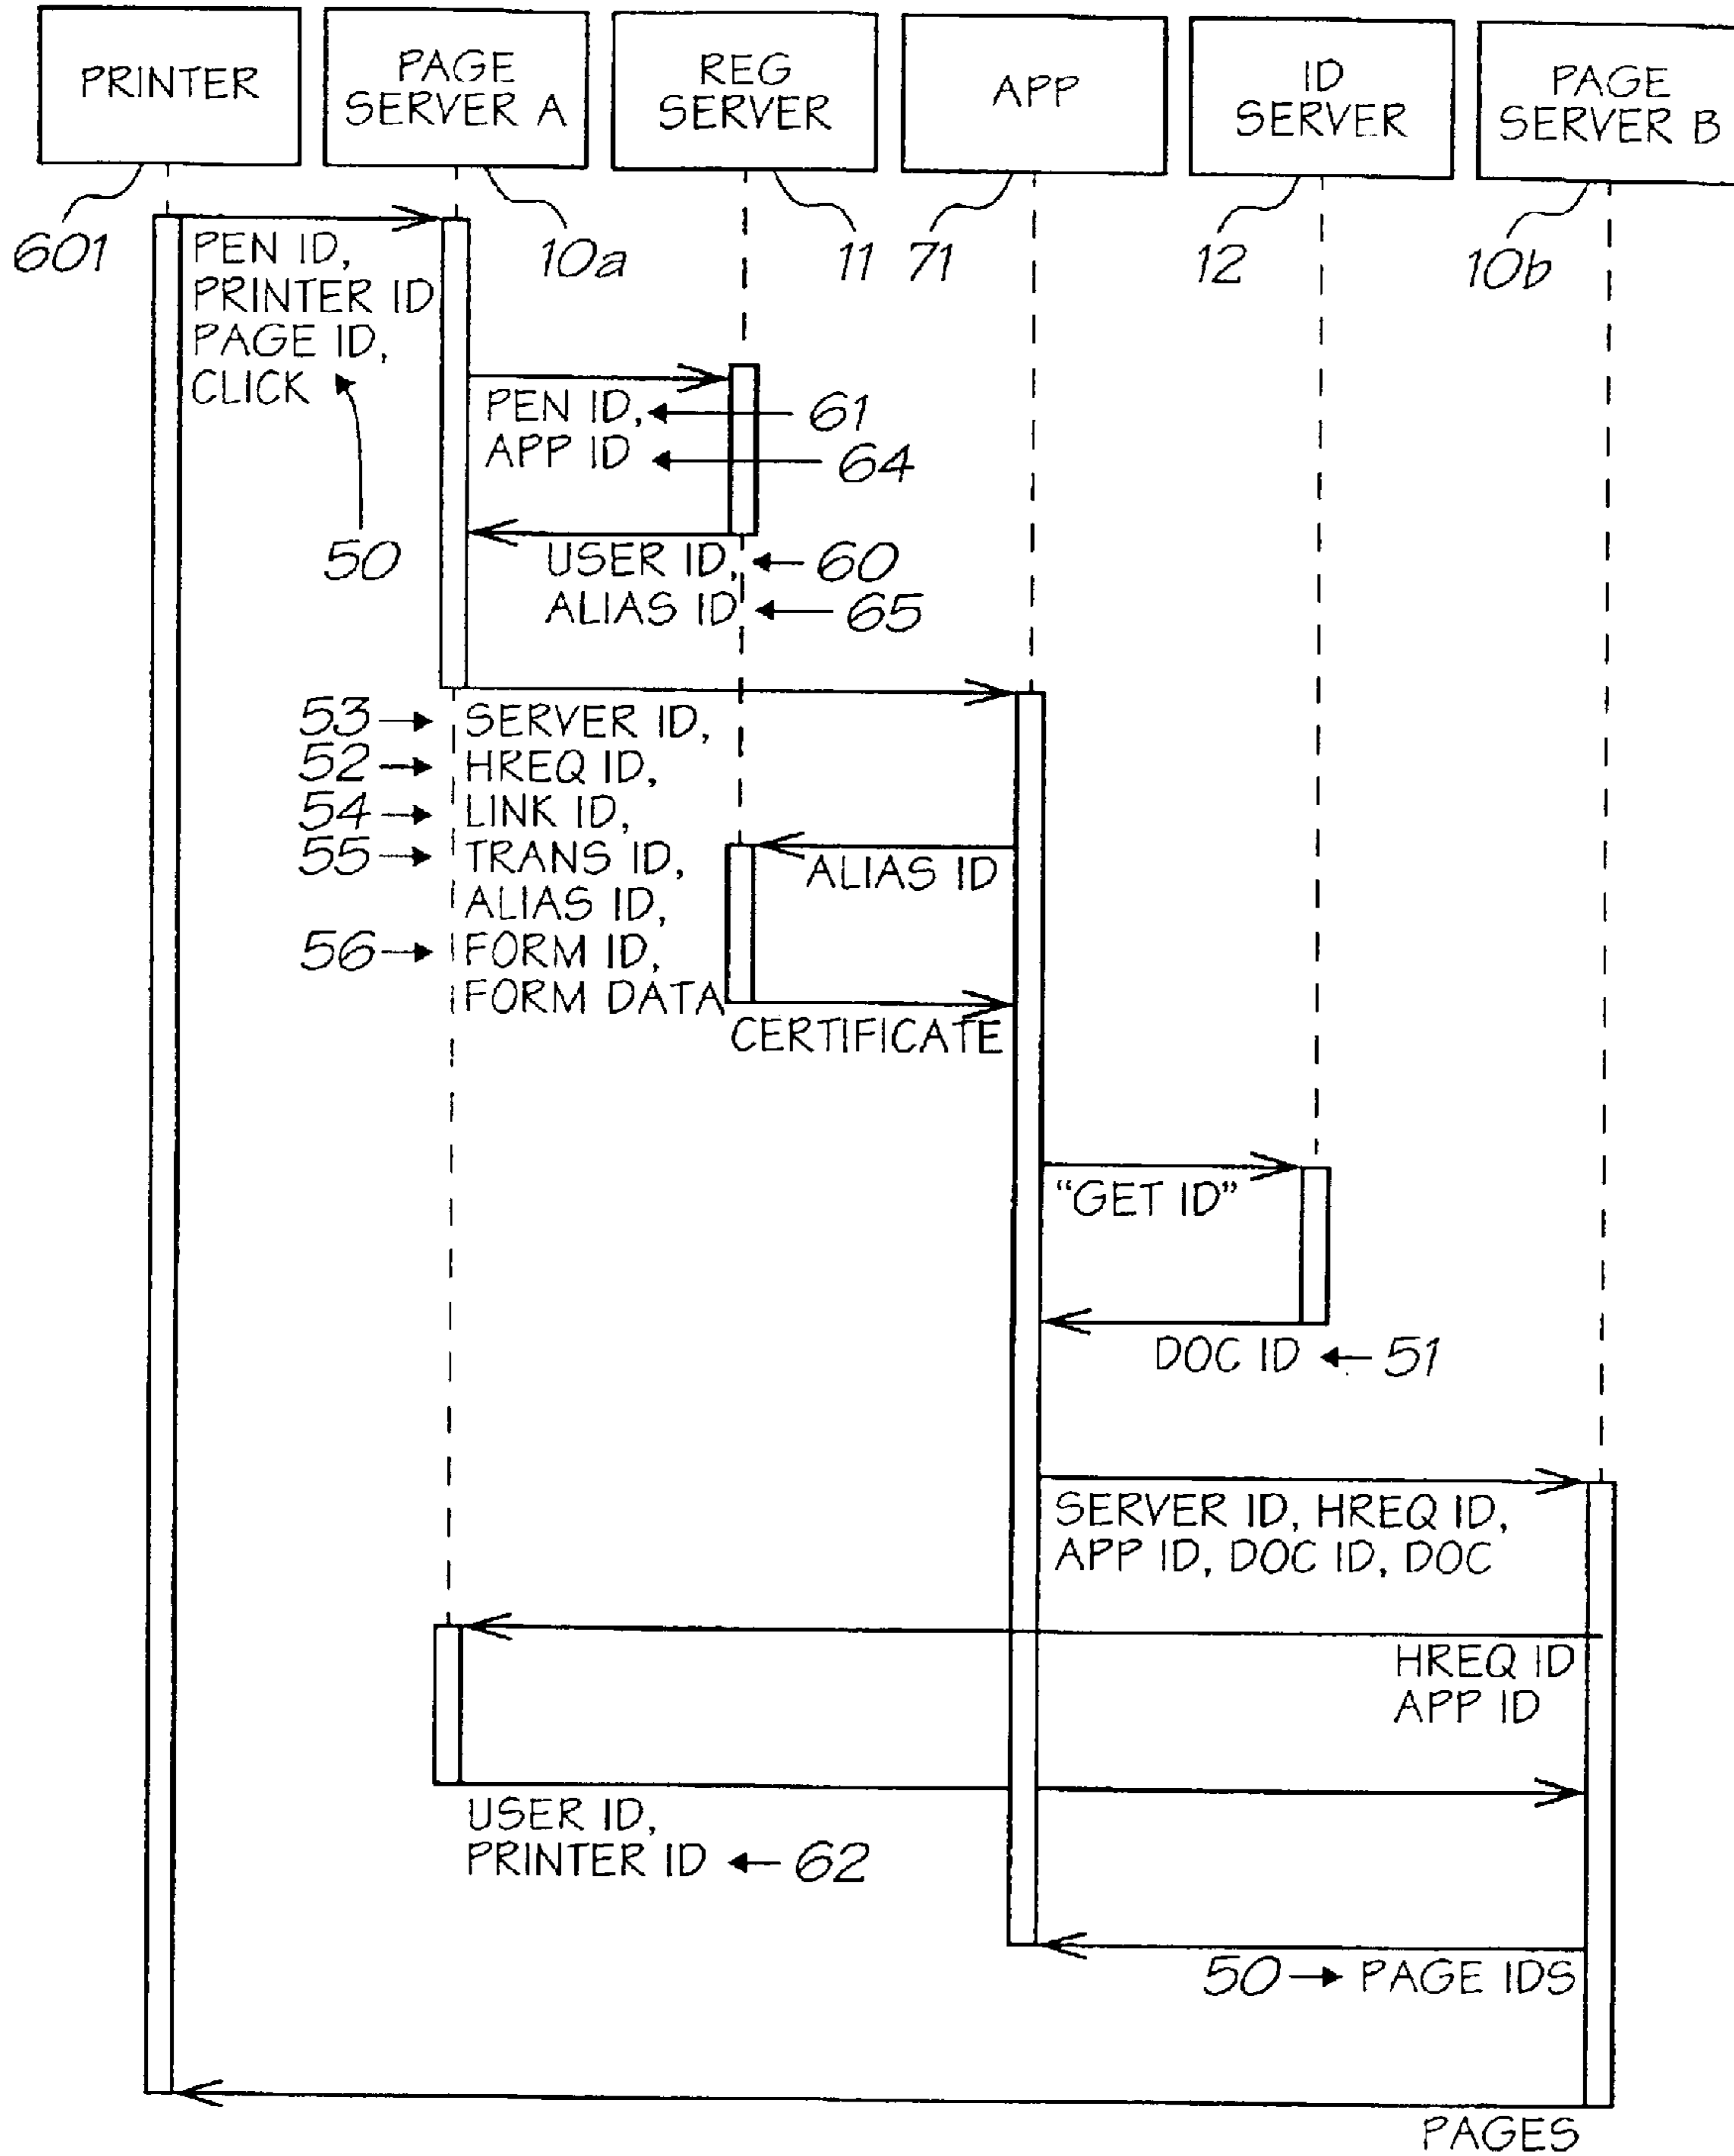 PRINTER
PAGE
SERVER A
REG
SERVER
APP
ID
SERVER
PAGE
SERVER B
601
10a
11
71
12
10b
PEN ID,
PRINTER ID
PAGE ID,
CLICK
50
PEN ID, 61
APP ID 64
USER ID, 60
ALIAS ID 65
53 SERVER ID,
52 HREQ ID,
54 LINK ID,
55 TRANS ID,
ALIAS ID,
56 FORM ID,
FORM DATA
ALIAS ID
CERTIFICATE
“GET ID”
DOC ID 51
SERVER ID, HREQ ID,
APP ID, DOC ID, DOC
HREQ ID
APP ID
USER ID,
PRINTER ID 62
50 PAGE IDS
PAGES